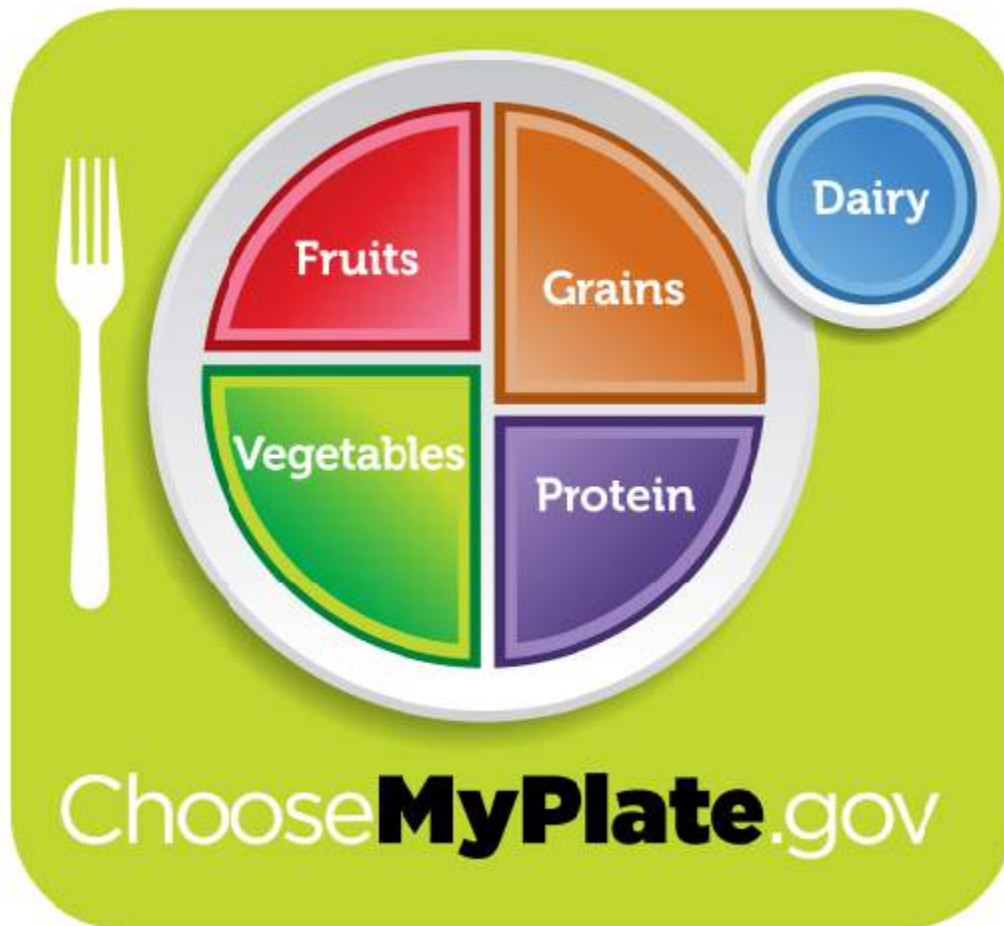 Dairy
Fruits
Grains
Vegetables
Protein
ChooseMyPlate.gov